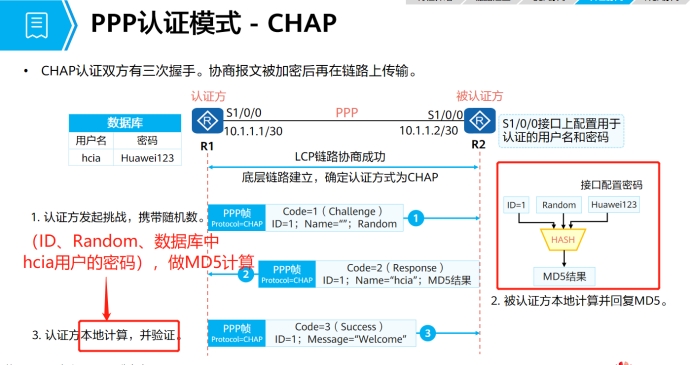 PPP认证模式 - CHAP
• CHAP认证双方有三次握手。协商报文被加密后再在链路上传输。
认证方
被认证方
数据库
用户名 密码
hcia Huawei123
S1/0/0
PPP
S1/0/0
10.1.1.1/30
10.1.1.2/30
R1
R2
S1/0/0接口上配置用于
认证的用户名和密码
LCP链路协商成功
底层链路建立，确定认证方式为CHAP
1. 认证方发起挑战，携带随机数。
PPP帧
Protocol=CHAP
Code=1（Challenge）
ID=1；Name=“”；Random
1
（ID、Random、数据库中
hcia用户的密码），做MD5计算
2
PPP帧
Protocol=CHAP
Code=2（Response）
ID=1；Name=“hcia”；MD5结果
接口配置密码
ID=1
Random
Huawei123
HASH
MD5结果
2. 被认证方本地计算并回复MD5。
3. 认证方本地计算，并验证。
PPP帧
Protocol=CHAP
Code=3（Success）
ID=1；Message=“Welcome”
3